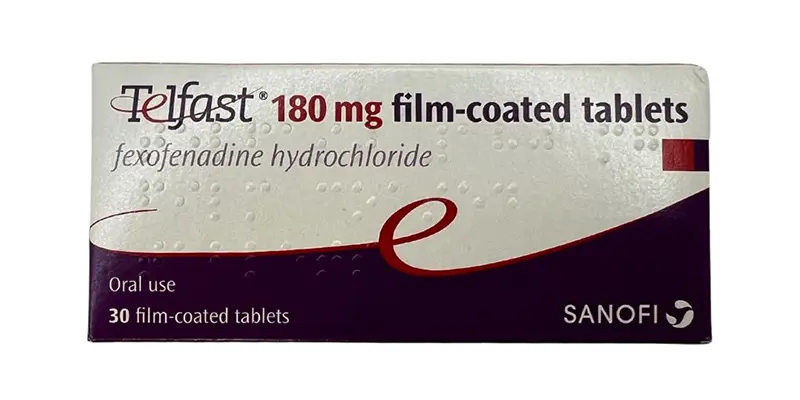 Telfast® 180 mg film-coated tablets
fexofenadine hydrochloride
e
Oral use
30 film-coated tablets
SANOFI